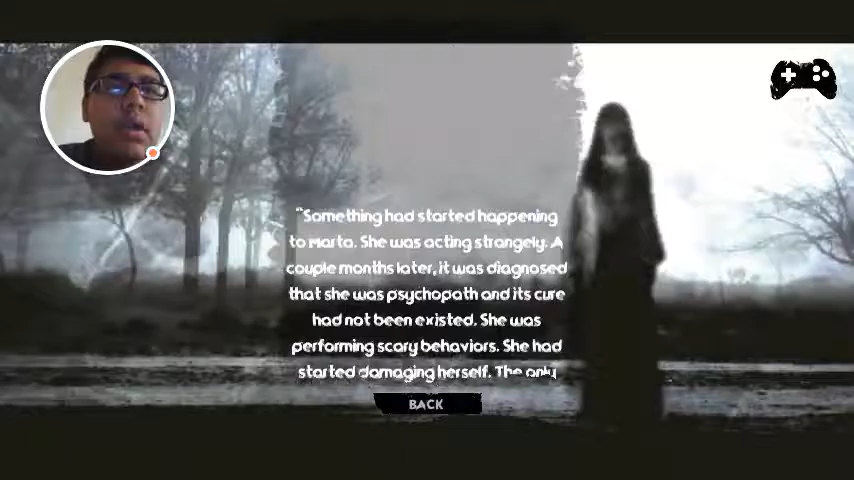 "Something had started happening
to Marta. She was acting strangely. A
couple months later, it was diagnosed
that she was psychopath and its cure
had not been existed. She was
performing scary behaviors. She had
started damaging herself. The only
BACK